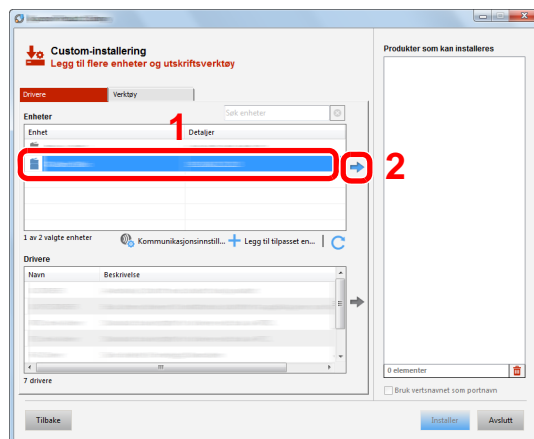 Custom-installering
Legg til flere enheter og utskriftsverktøy
Drivere
Verktøy
Enheter
Søk enheter
Enhet
Detaljer
1
2
1 av 2 valgte enheter
Kommunikasjonsinnstill...
Legg til tilpasset en...
Drivere
Navn
Beskrivelse
7 drivere
Produkter som kan installeres
0 elementer
Bruk vertsnavnet som portnavn
Tilbake
Installer
Avslutt